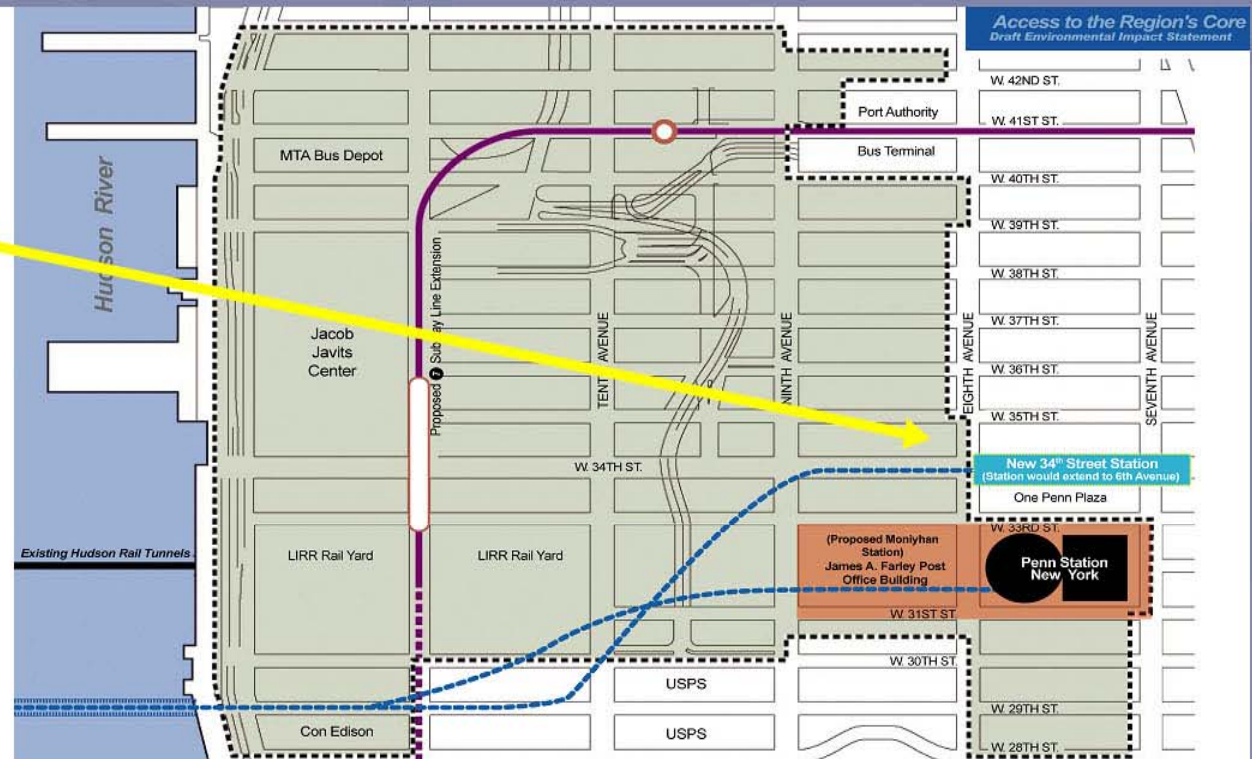 Access to the Region's Core
Draft Environmental Impact Statement
W. 42ND ST.
Port Authority
W. 41ST ST.
MTA Bus Depot
Bus Terminal
W. 40TH ST.
Hudson River
W. 39TH ST.
Proposed 7 Subway Line Extension
W. 38TH ST.
Jacob
Javits
Center
TENTH AVENUE
NINTH AVENUE
EIGHTH AVENUE
SEVENTH AVENUE
W. 37TH ST.
W. 36TH ST.
W. 35TH ST.
W. 34TH ST.
New 34th Street Station
(Station would extend to 6th Avenue)
One Penn Plaza
W. 33RD ST.
Existing Hudson Rail Tunnels
LIRR Rail Yard
LIRR Rail Yard
(Proposed Moniyhan
Station)
James A. Farley Post
Office Building
Penn Station
New York
W. 31ST ST.
W. 30TH ST.
USPS
W. 29TH ST.
Con Edison
USPS
W. 28TH ST.